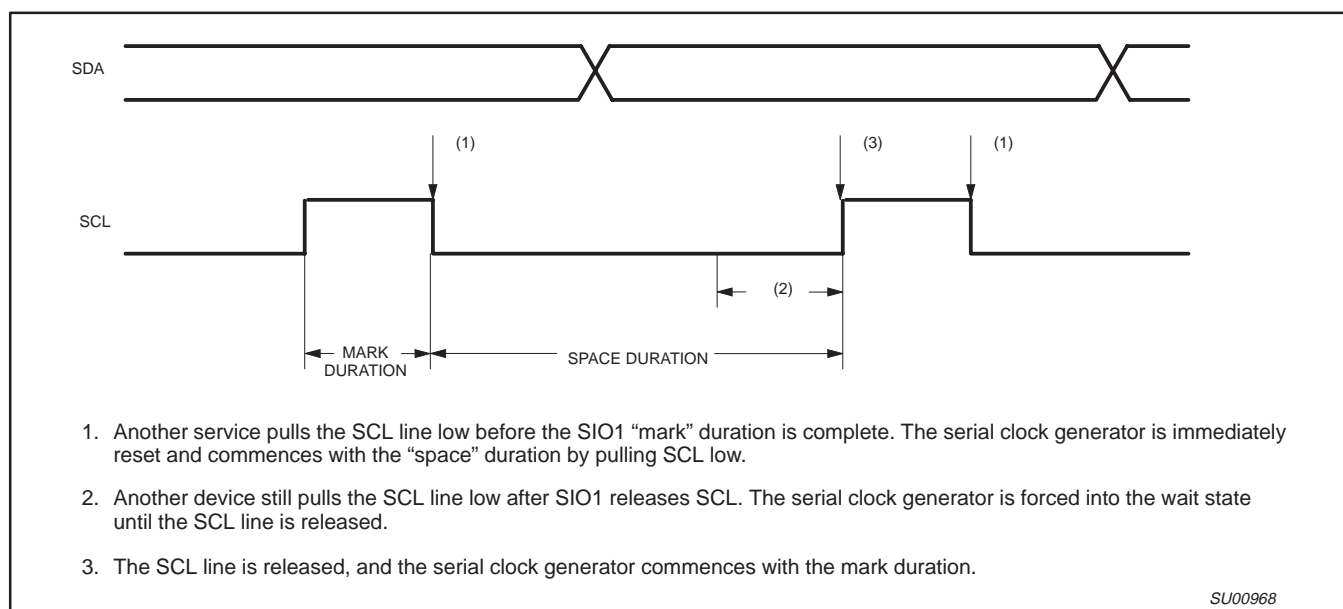 SDA
(1)
(3)
(1)
SCL
(2)
MARK
DURATION
SPACE DURATION
1. Another service pulls the SCL line low before the SIO1 “mark” duration is complete. The serial clock generator is immediately
reset and commences with the “space” duration by pulling SCL low.
2. Another device still pulls the SCL line low after SIO1 releases SCL. The serial clock generator is forced into the wait state
until the SCL line is released.
3. The SCL line is released, and the serial clock generator commences with the mark duration.
SU00968